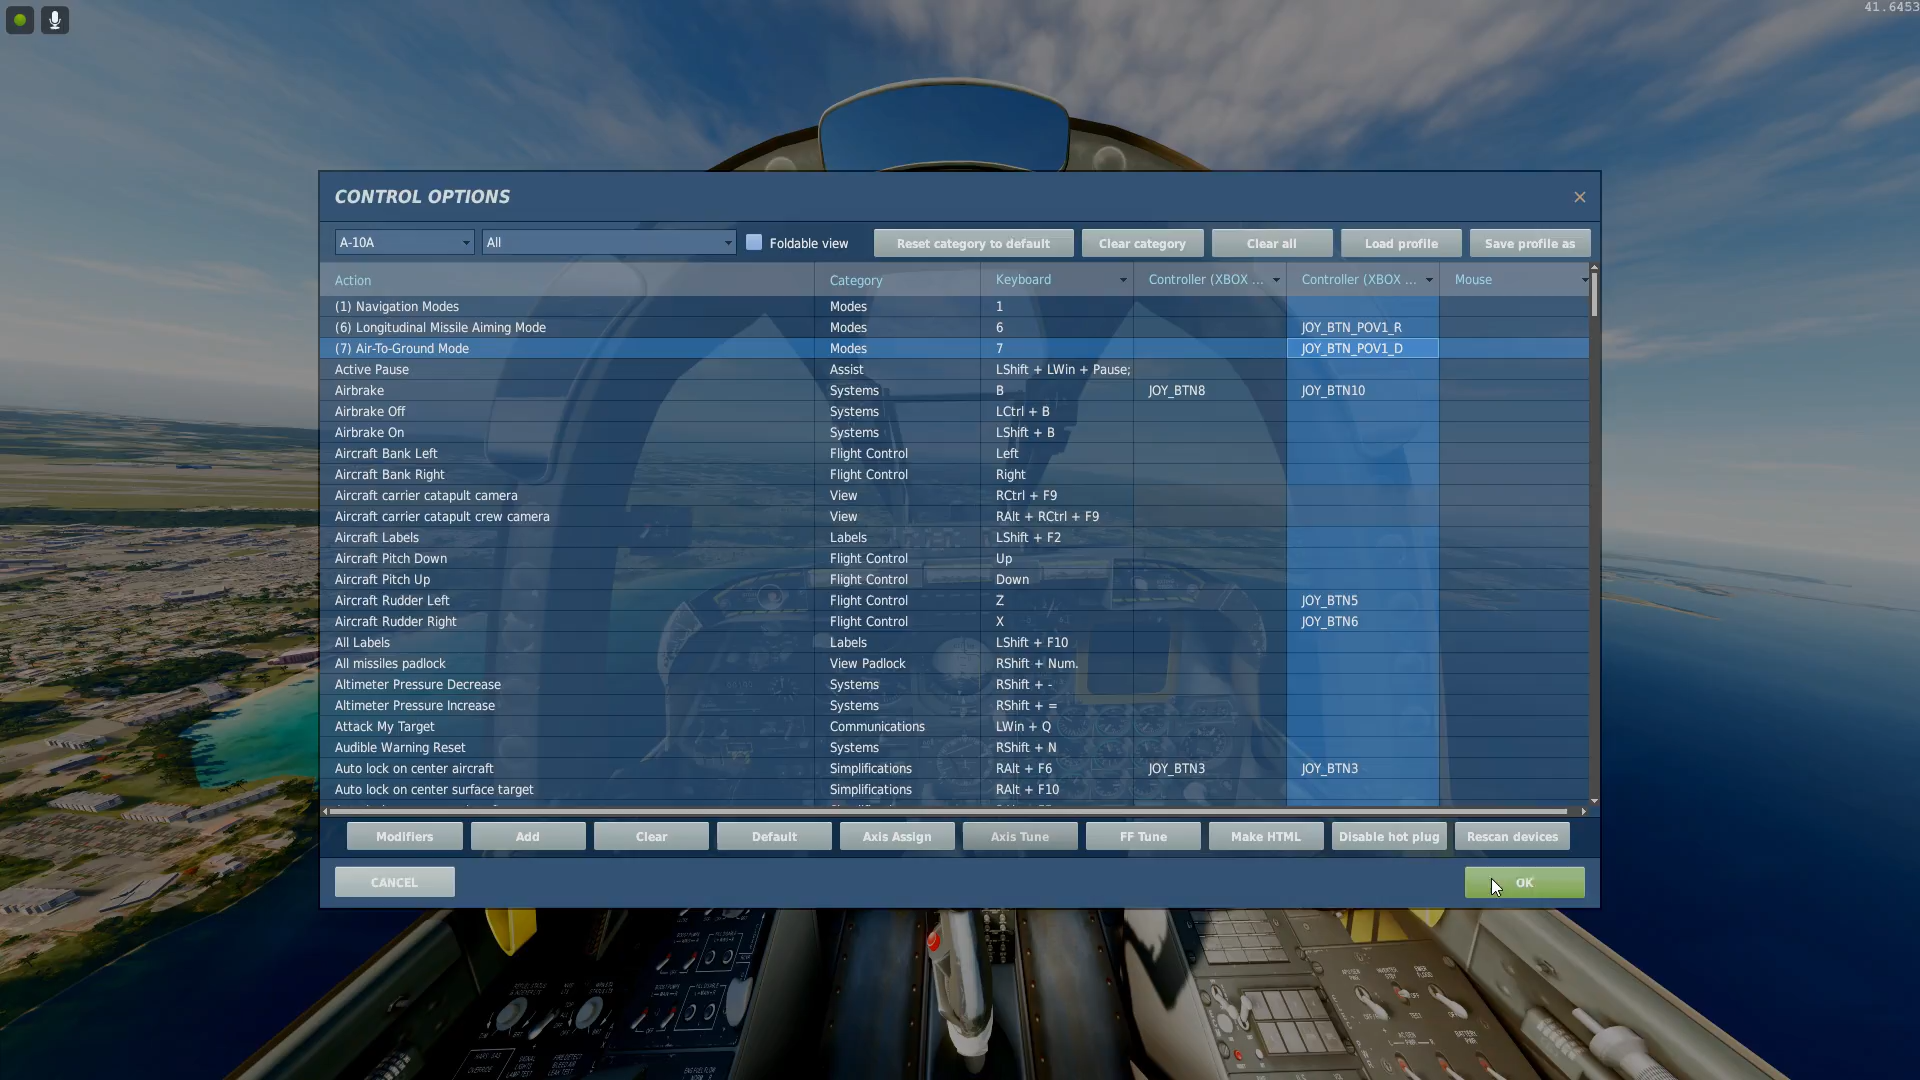 41.6453
CONTROL OPTIONS
A-10A All Foldable view Reset category to default Clear category Clear all Load profile Save profile as
Action Category Keyboard Controller (XBOX ... Controller (XBOX ... Mouse
(1) Navigation Modes Modes 1
(6) Longitudinal Missile Aiming Mode Modes 6 JOY_BTN_POV1_R
(7) Air-To-Ground Mode Modes 7 JOY_BTN_POV1_D
Active Pause Assist LShift + LWin + Pause;
Airbrake Systems B JOY_BTN8 JOY_BTN10
Airbrake Off Systems LCtrl + B
Airbrake On Systems LShift + B
Aircraft Bank Left Flight Control Left
Aircraft Bank Right Flight Control Right
Aircraft carrier catapult camera View RCtrl + F9
Aircraft carrier catapult crew camera View RAlt + RCtrl + F9
Aircraft Labels Labels LShift + F2
Aircraft Pitch Down Flight Control Up
Aircraft Pitch Up Flight Control Down
Aircraft Rudder Left Flight Control Z JOY_BTN5
Aircraft Rudder Right Flight Control X JOY_BTN6
All Labels Labels LShift + F10
All missiles padlock View Padlock RShift + Num.
Altimeter Pressure Decrease Systems RShift + -
Altimeter Pressure Increase Systems RShift + =
Attack My Target Communications LWin + Q
Audible Warning Reset Systems RShift + N
Auto lock on center aircraft Simplifications RAlt + F6 JOY_BTN3 JOY_BTN3
Auto lock on center surface target Simplifications RAlt + F10
Modifiers Add Clear Default Axis Assign Axis Tune FF Tune Make HTML Disable hot plug Rescan devices
CANCEL OK